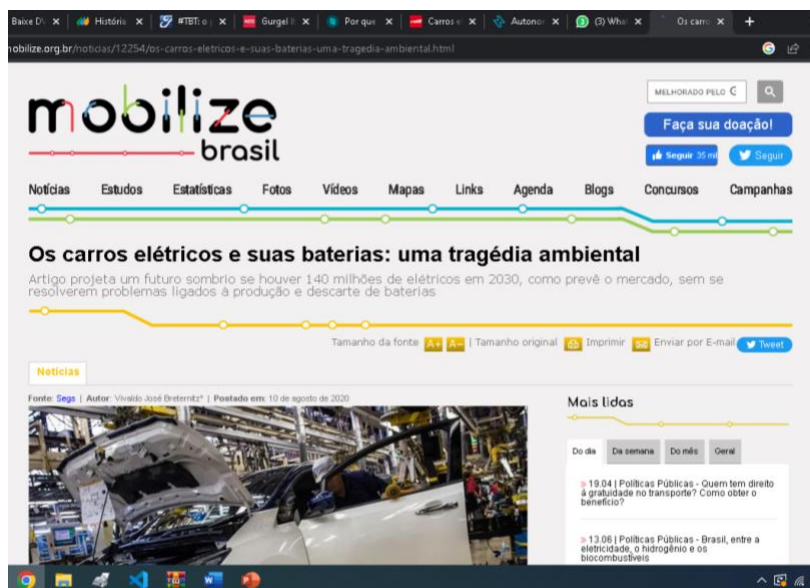 Baixe DV
História
#TBT: o
Gurgel
Por que
Carros e
Autonor
(3) What
Os carro
mobilize.org.br/noticias/12254/os-carros-eletricos-e-suas-baterias-uma-tragedia-ambiental.html
mobilize
brasil
MELHORADO PELO G
Faça sua doação!
Seguir 35 mil
Seguir
Notícias Estudos Estatísticas Fotos Vídeos Mapas Links Agenda Blogs Concursos Campanhas
Os carros elétricos e suas baterias: uma tragédia ambiental
Artigo projeta um futuro sombrio se houver 140 milhões de elétricos em 2030, como prevê o mercado, sem se
resolverem problemas ligados à produção e descarte de baterias
Tamanho da fonte A+ A- | Tamanho original Imprimir Enviar por E-mail Tweet
Notícias
Fonte: Segs | Autor: Vivaldo José Breternitz* | Postado em: 10 de agosto de 2020
Mais lidas
Do dia Da semana Do mês Geral
» 19.04 | Políticas Públicas - Quem tem direito
à gratuidade no transporte? Como obter o
benefício?
» 13.06 | Políticas Públicas - Brasil, entre a
eletricidade, o hidrogênio e os
biocombustíveis